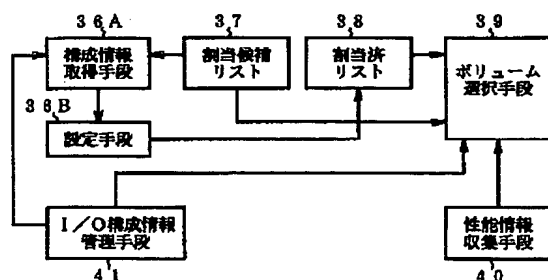 36A
37
38
39
構成情報
取得手段
割当候補
リスト
割当済
リスト
ボリューム
選択手段
36B
設定手段
I/O構成情報
管理手段
性能情報
収集手段
41
40